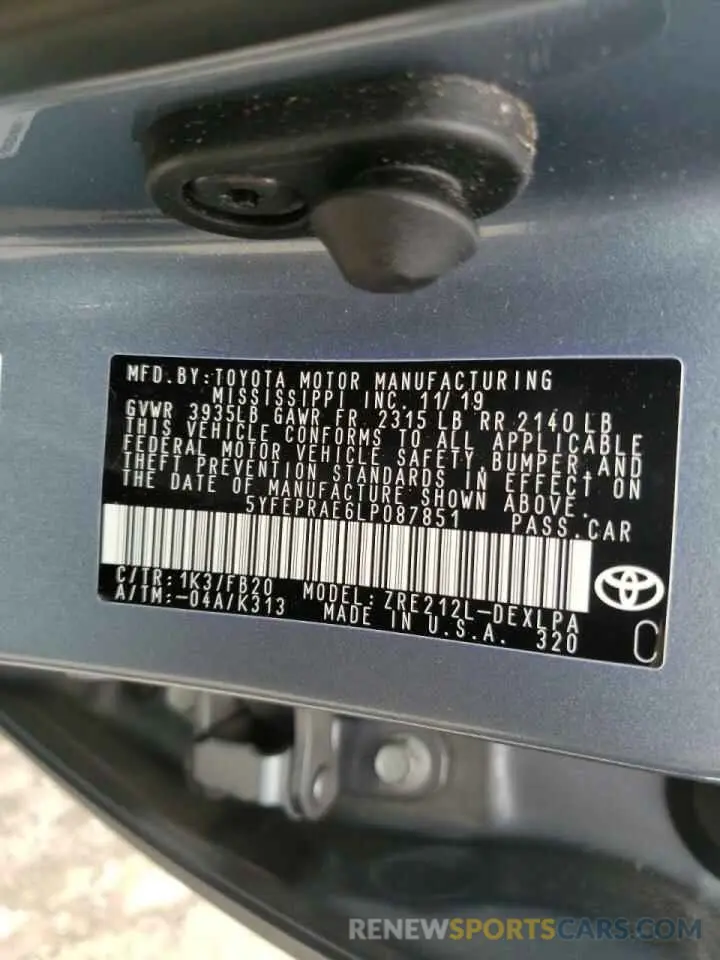 MFD. BY: TOYOTA MOTOR MANUFACTURING
MISSISSIPPI INC. 11/19
GVWR 3935LB GAWR FR. 2315 LB RR 2140 LB
THIS VEHICLE CONFORMS TO ALL APPLICABLE
FEDERAL MOTOR VEHICLE SAFETY, BUMPER, AND
THEFT PREVENTION STANDARDS IN EFFECT ON
THE DATE OF MANUFACTURE SHOWN ABOVE.
5YFEPRAE6LP087851 PASS. CAR
C/TR: 1K3/FB20 MODEL: ZRE212L-DEXLPA
A/TM: -04A/K313 MADE IN U.S.A. 320
C
RENEWSPORTSCARS.COM